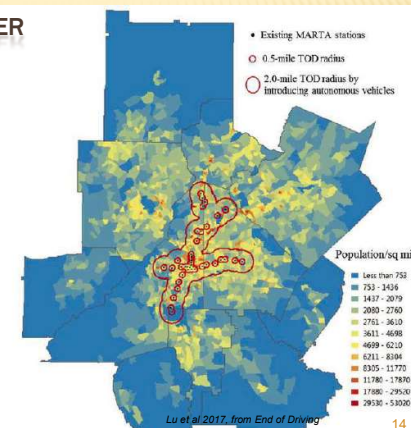 ER
• Existing MARTA stations
0.5-mile TOD radius
2.0-mile TOD radius by
introducing autonomous vehicles
Population/sq mi
Less than 753
753 - 1436
1437 - 2079
2080 - 2760
2761 - 3610
3611 - 4698
4699 - 6210
6211 - 8304
8305 - 11770
11780 - 17870
17880 - 29520
29530 - 53020
Lu et al 2017, from End of Driving
14